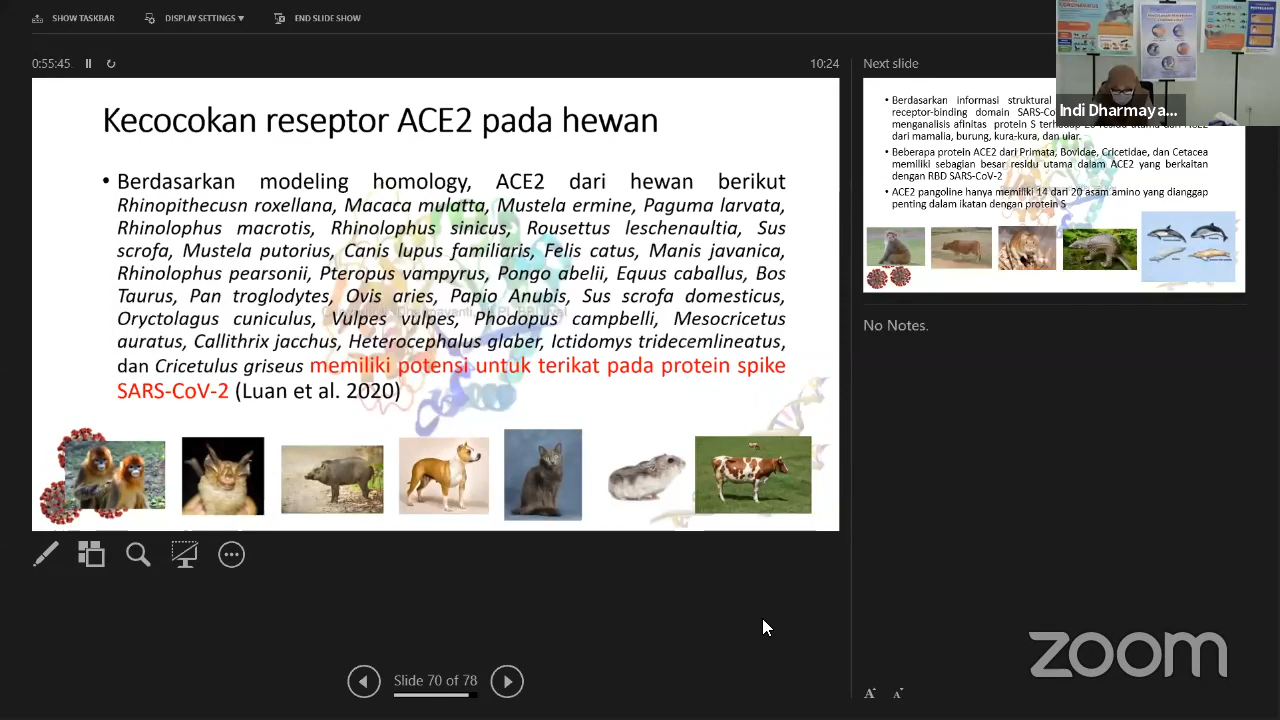 SHOW TASKBAR
DISPLAY SETTINGS ▼
END SLIDE SHOW
0:55:45
10:24
Kecocokan reseptor ACE2 pada hewan
• Berdasarkan modeling homology, ACE2 dari hewan berikut
Rhinopithecusn roxellana, Macaca mulatta, Mustela ermine, Paguma larvata,
Rhinolophus macrotis, Rhinolophus sinicus, Rousettus leschenaultia, Sus
scrofa, Mustela putorius, Canis lupus familiaris, Felis catus, Manis javanica,
Rhinolophus pearsonii, Pteropus vampyrus, Pongo abelii, Equus caballus, Bos
Taurus, Pan troglodytes, Ovis aries, Papio Anubis, Sus scrofa domesticus,
Oryctolagus cuniculus, Vulpes vulpes, Phodopus campbelli, Mesocricetus
auratus, Callithrix jacchus, Heterocephalus glaber, Ictidomys tridecemlineatus,
dan Cricetulus griseus memiliki potensi untuk terikat pada protein spike
SARS-CoV-2 (Luan et al. 2020)
Slide 70 of 78
Next slide
• Berdasarkan informasi struktural
receptor-binding domain SARS-Co
menganalisis afinitas protein S terhadap
dari mamalia, burung, kura-kura, dan ular.
• Beberapa protein ACE2 dari Primata, Bovidae, Cricetidae, dan Cetacea
memiliki sebagian besar residu utama dalam ACE2 yang berkaitan
dengan RBD SARS-CoV-2
• ACE2 pangoline hanya memiliki 14 dari 20 asam amino yang dianggap
penting dalam ikatan dengan protein S
Indi Dharmaya...
No Notes.
zoom